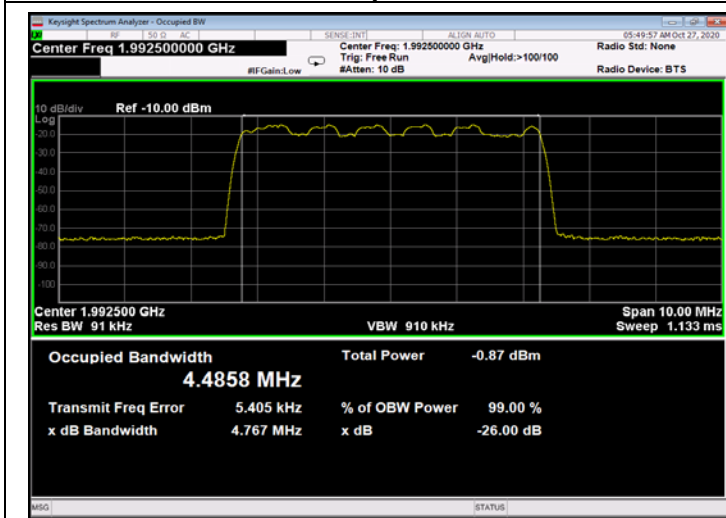 Keysight Spectrum Analyzer - Occupied BW
RF 50 Ω AC SENSE:INT ALIGN AUTO 05:49:57 AM Oct 27, 2020
Center Freq 1.992500000 GHz Center Freq: 1.992500000 GHz Radio Std: None
Trig: Free Run Avg|Hold:>100/100
#IFGain:Low #Atten: 10 dB Radio Device: BTS
10 dB/div Ref -10.00 dBm
Log
-20.0
-30.0
-40.0
-50.0
-60.0
-70.0
-80.0
-90.0
-100
Center 1.992500 GHz Span 10.00 MHz
Res BW 91 kHz VBW 910 kHz Sweep 1.133 ms
Occupied Bandwidth Total Power -0.87 dBm
4.4858 MHz
Transmit Freq Error 5.405 kHz % of OBW Power 99.00 %
x dB Bandwidth 4.767 MHz x dB -26.00 dB
MSG STATUS